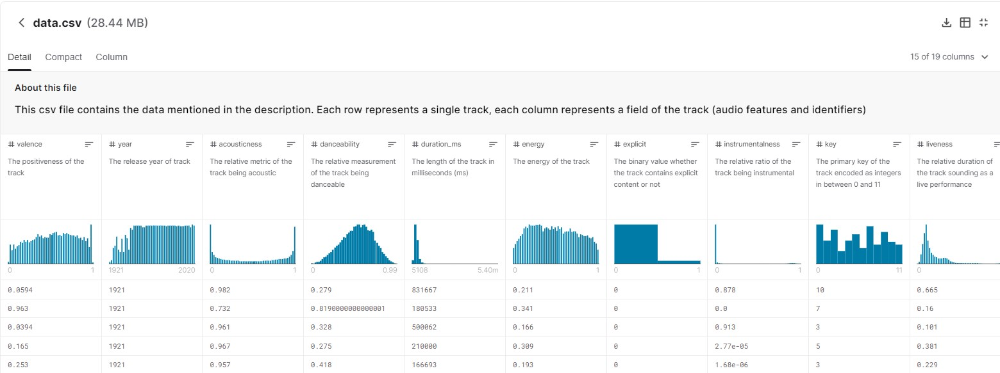 data.csv (28.44 MB)
Detail Compact Column
15 of 19 columns
About this file
This csv file contains the data mentioned in the description. Each row represents a single track, each column represents a field of the track (audio features and identifiers)
# valence # year # acousticness # danceability # duration_ms # energy # explicit # instrumentalness # key # liveness
The positiveness of the track
The release year of track
The relative metric of the track being acoustic
The relative measurement of the track being danceable
The length of the track in milliseconds (ms)
The energy of the track
The binary value whether the track contains explicit content or not
The relative ratio of the track being instrumental
The primary key of the track encoded as integers in between 0 and 11
The relative duration of the track sounding as a live performance
0 1 1921 2020 0 1 0 0.99 5108 5.40m 0 1 0 1 0 1 0 11 0
0.0594 1921 0.982 0.279 831667 0.211 0 0.878 10 0.665
0.963 1921 0.732 0.8190000000000001 180533 0.341 0 0.0 7 0.16
0.0394 1921 0.961 0.328 500062 0.166 0 0.913 3 0.101
0.165 1921 0.967 0.275 210000 0.309 0 2.77e-05 5 0.381
0.253 1921 0.957 0.418 166693 0.193 0 1.68e-06 3 0.229